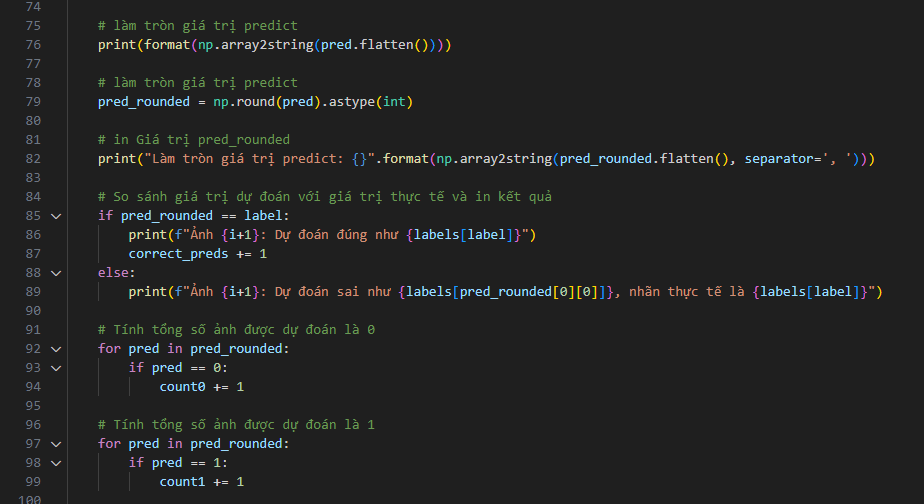 74
75 # làm tròn giá trị predict
76 print(format(np.array2string(pred.flatten())))
77
78 # làm tròn giá trị predict
79 pred_rounded = np.round(pred).astype(int)
80
81 # in Giá trị pred_rounded
82 print("Làm tròn giá trị predict: {}".format(np.array2string(pred_rounded.flatten(), separator=', ')))
83
84 # So sánh giá trị dự đoán với giá trị thực tế và in kết quả
85 if pred_rounded == label:
86 print(f"Ảnh {i+1}: Dự đoán đúng như {labels[label]}")
87 correct_preds += 1
88 else:
89 print(f"Ảnh {i+1}: Dự đoán sai như {labels[pred_rounded[0][0]]}, nhãn thực tế là {labels[label]}")
90
91 # Tính tổng số ảnh được dự đoán là 0
92 for pred in pred_rounded:
93 if pred == 0:
94 count0 += 1
95
96 # Tính tổng số ảnh được dự đoán là 1
97 for pred in pred_rounded:
98 if pred == 1:
99 count1 += 1
100